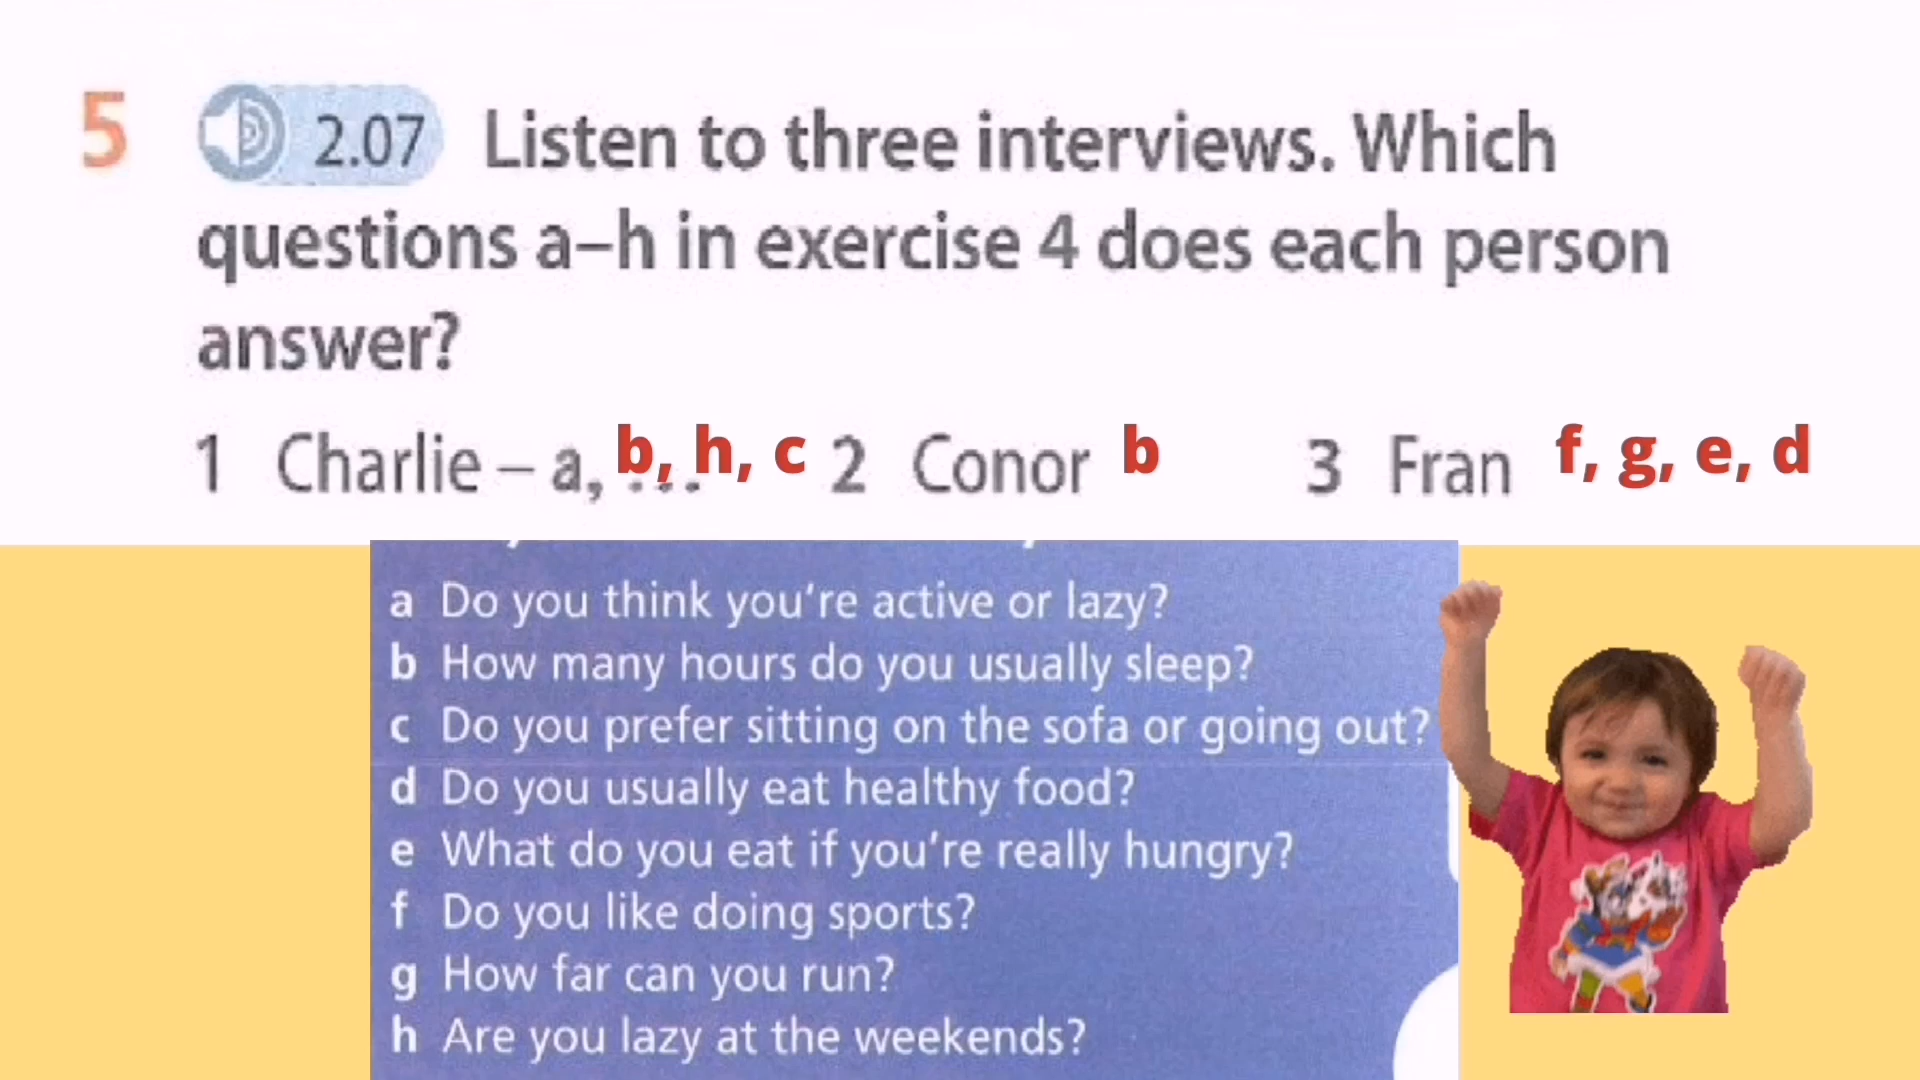 5 2.07 Listen to three interviews. Which
questions a–h in exercise 4 does each person
answer?
1 Charlie – a, ... b, h, c 2 Conor b 3 Fran f, g, e, d
a Do you think you're active or lazy?
b How many hours do you usually sleep?
c Do you prefer sitting on the sofa or going out?
d Do you usually eat healthy food?
e What do you eat if you're really hungry?
f Do you like doing sports?
g How far can you run?
h Are you lazy at the weekends?